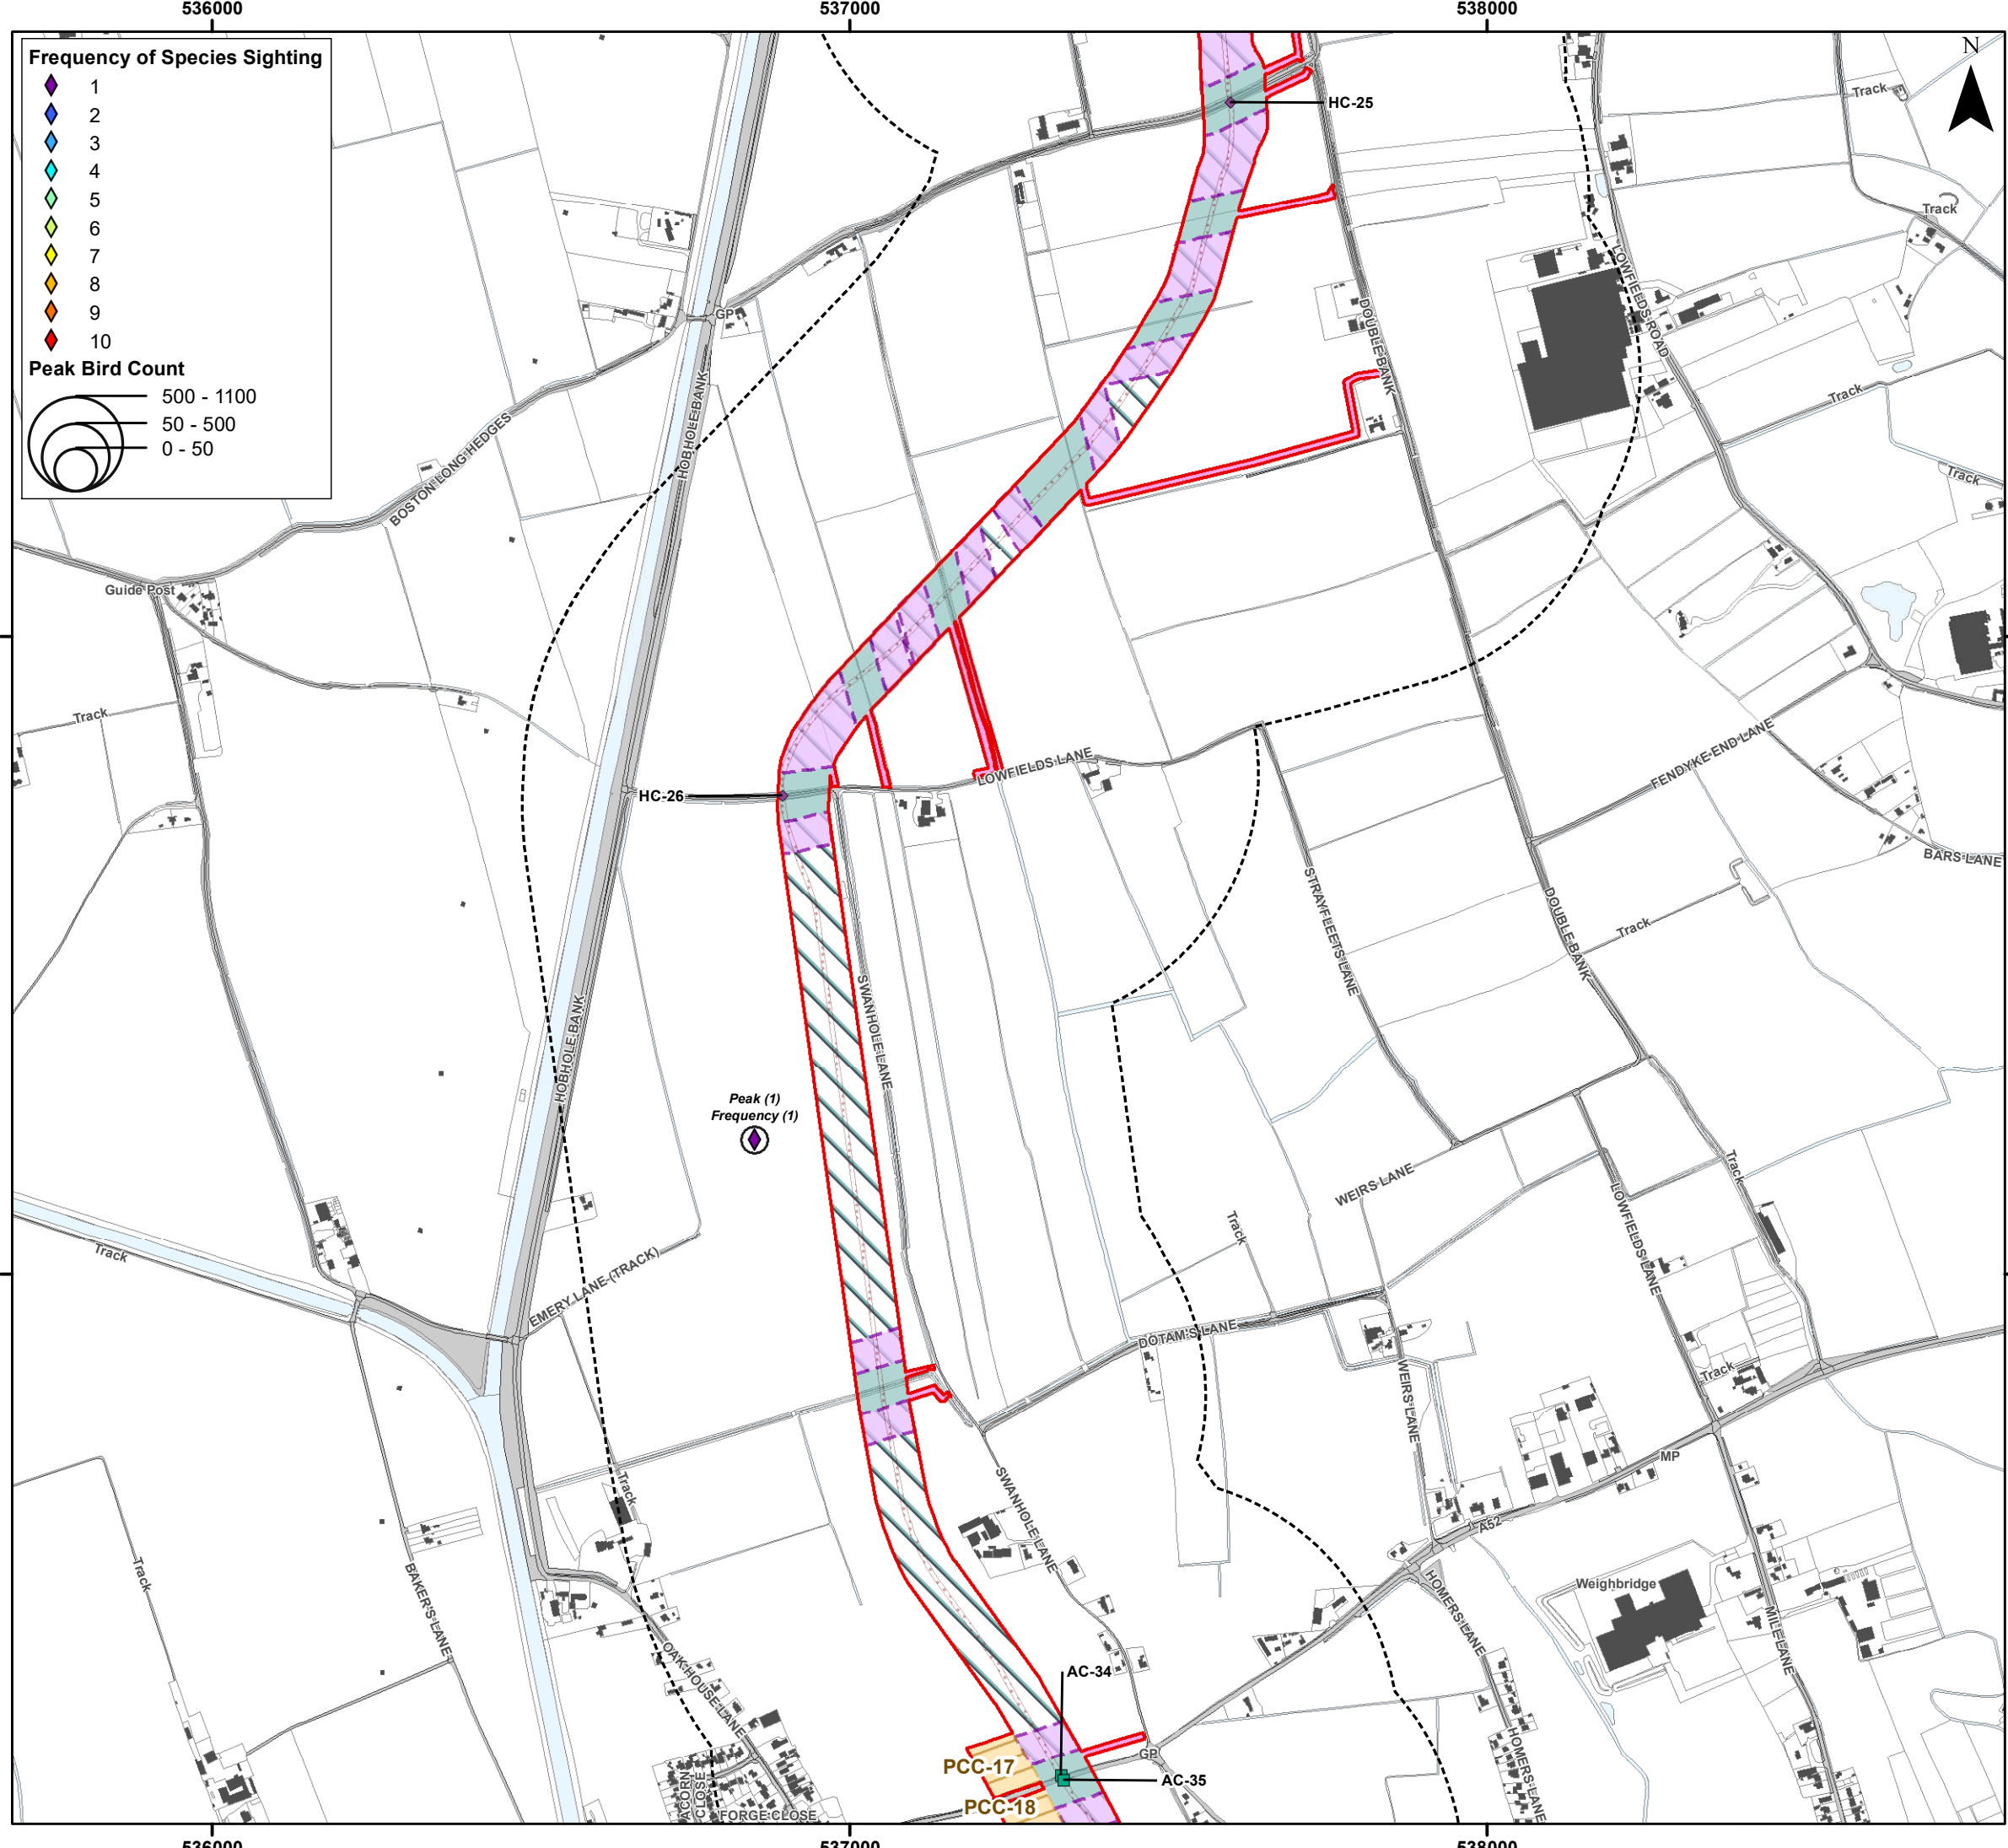 536000
537000
538000
Frequency of Species Sighting
1
2
3
4
5
6
7
8
9
10
Peak Bird Count
500 - 1100
50 - 500
0 - 50
N
HC-25
Track
Track
LOWFIELDS ROAD
DOUBLE BANK
GP
HOBHOLE BANK
BOSTON LONG HEDGES
Track
Track
Guide Post
Track
LOWFIELDS LANE
HC-26
FENDYKE END LANE
BARS LANE
STRAYFLEETS LANE
DOUBLE BANK
Track
SWANHOLE LANE
HOBHOLE BANK
Peak (1)
Frequency (1)
WEIRS LANE
Track
LOWFIELDS LANE
Track
Track
EMERY LANE (TRACK)
DOTAM'S LANE
WEIRS LANE
Track
MP
Track
SWANHOLE LANE
A52
Track
BAKER'S LANE
HOMERS LANE
Weighbridge
MILE LANE
OAK HOUSE LANE
AC-34
PCC-17
GP
AC-35
HOMERS LANE
PCC-18
ACORN
CLOSE
FORGE CLOSE
536000
537000
538000